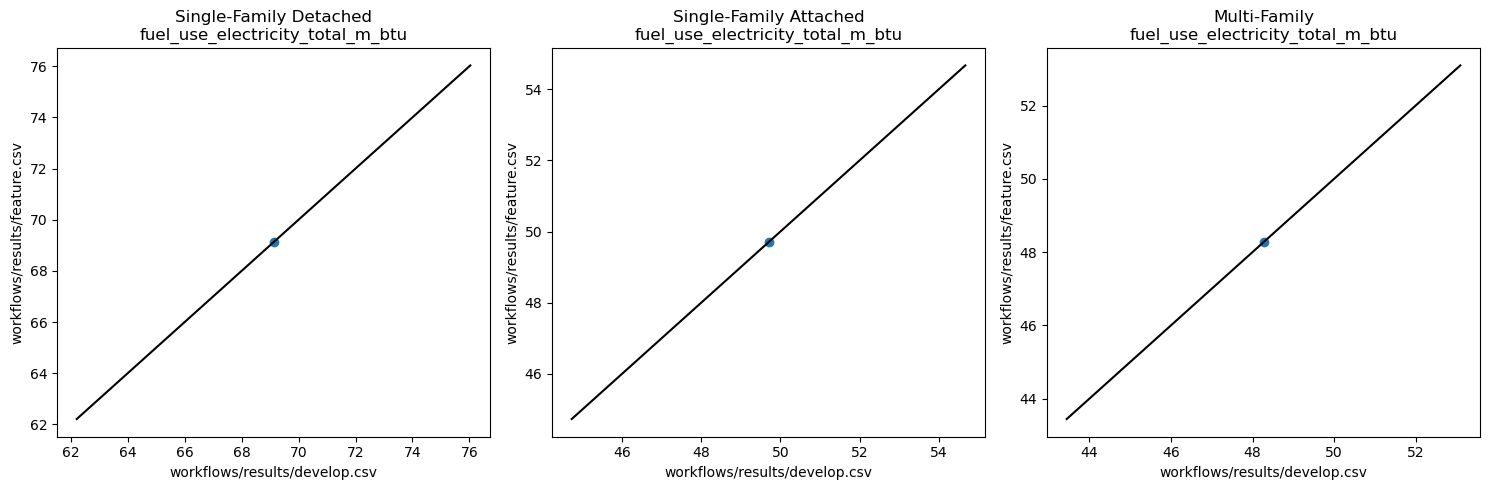 Single-Family Detached
fuel_use_electricity_total_m_btu
workflows/results/feature.csv
76
74
72
70
68
66
64
62
62 64 66 68 70 72 74 76
workflows/results/develop.csv
Single-Family Attached
fuel_use_electricity_total_m_btu
workflows/results/feature.csv
54
52
50
48
46
46 48 50 52 54
workflows/results/develop.csv
Multi-Family
fuel_use_electricity_total_m_btu
workflows/results/feature.csv
52
50
48
46
44
44 46 48 50 52
workflows/results/develop.csv